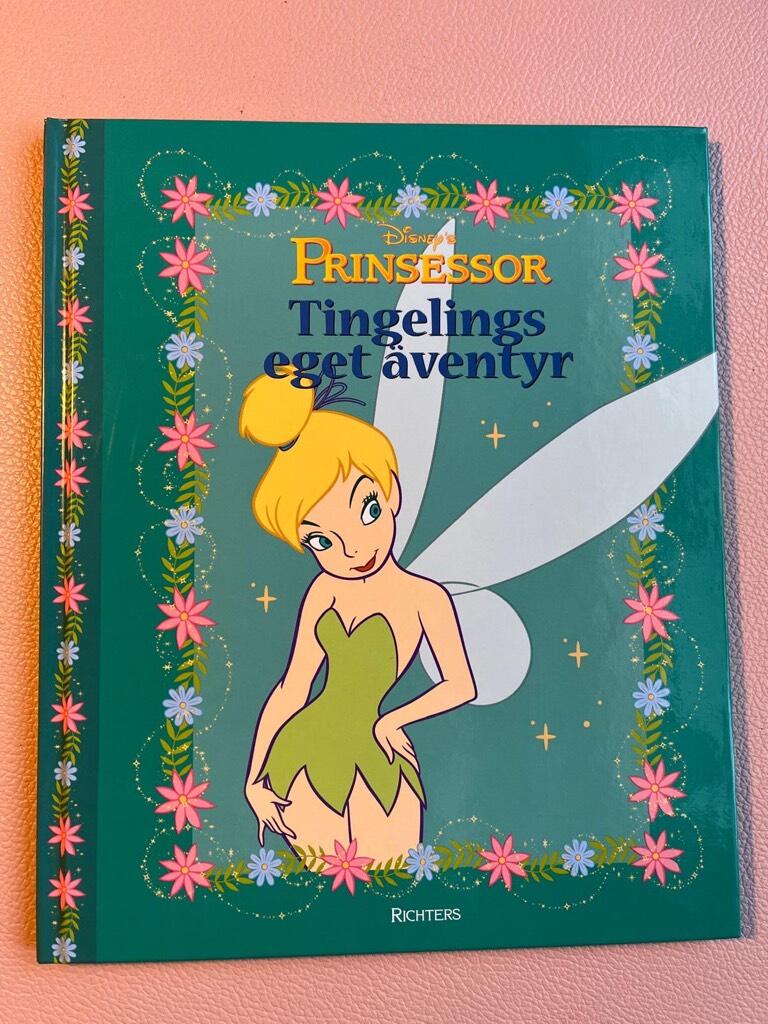 Disney's
PRINSESSOR
Tingelings
eget äventyr
RICHTERS